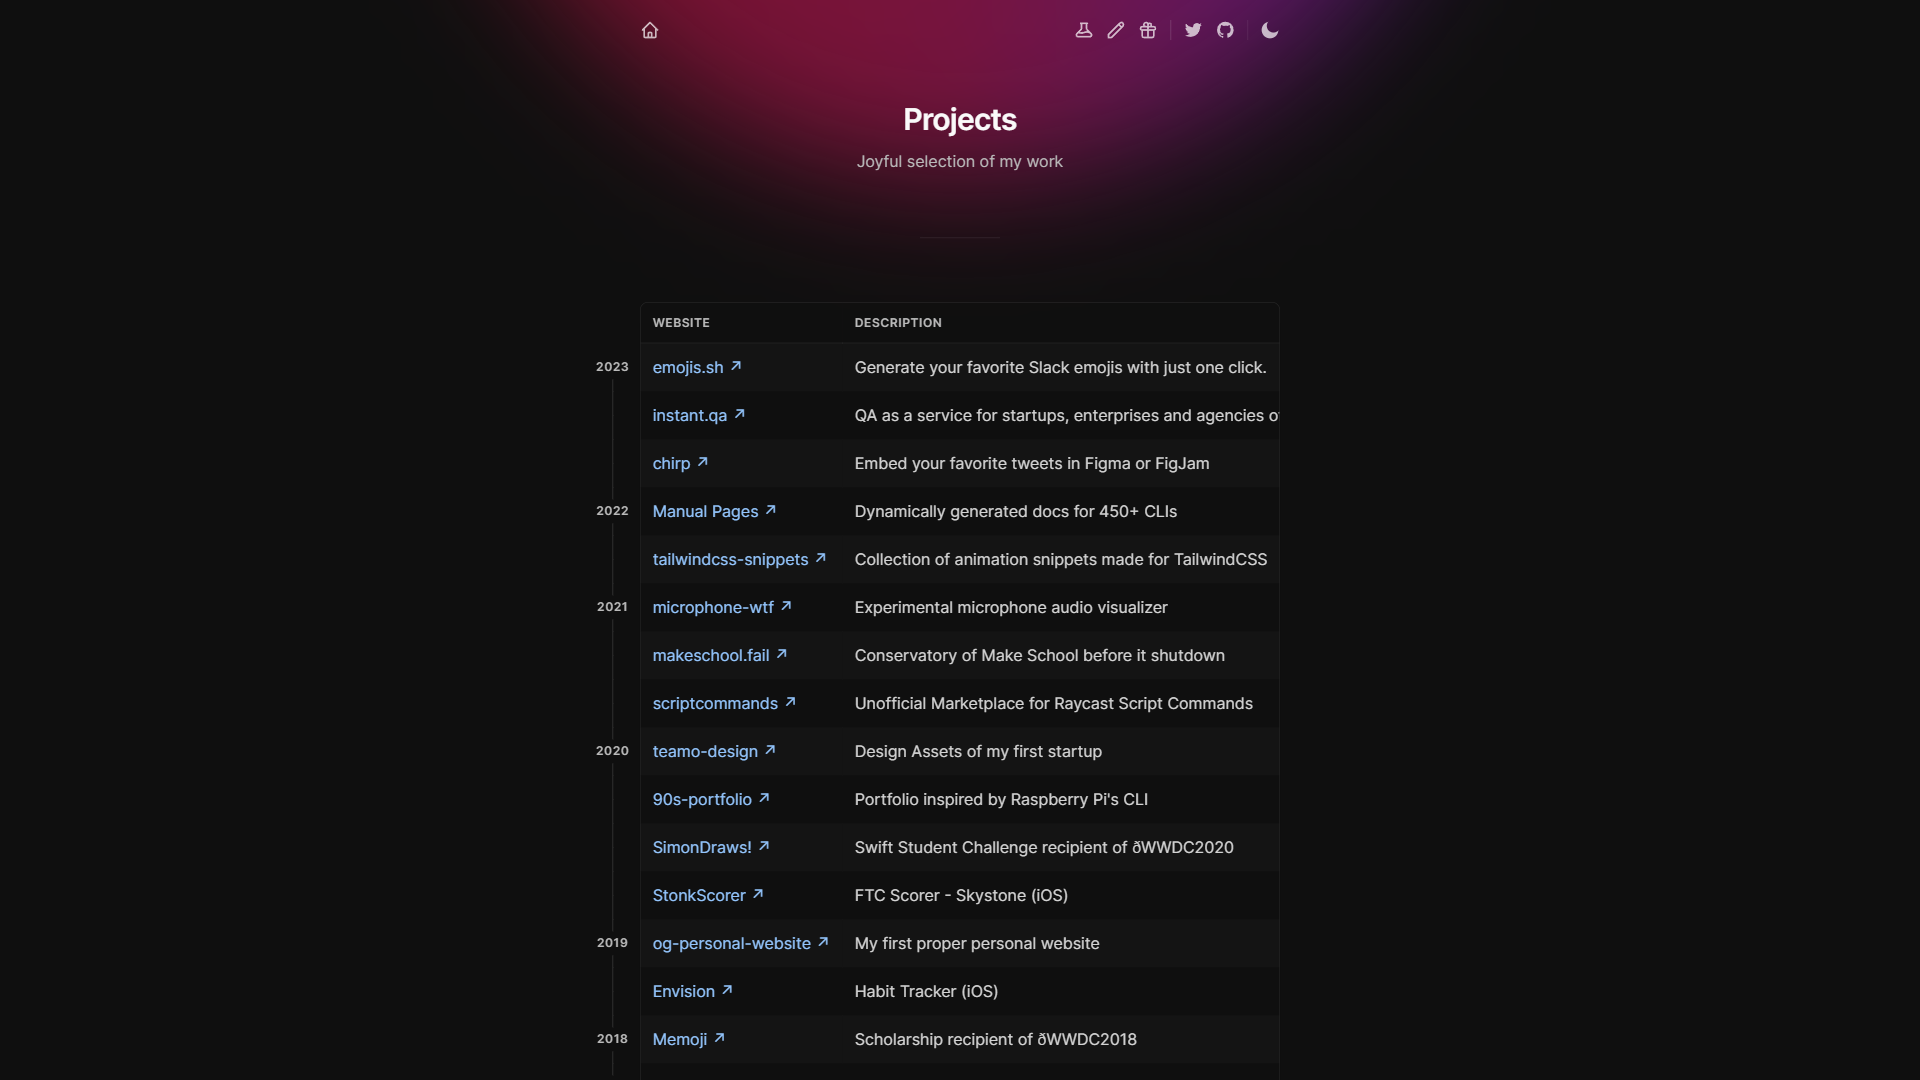 Projects
Joyful selection of my work
WEBSITE DESCRIPTION
2023 emojis.sh ↗ Generate your favorite Slack emojis with just one click.
instant.qa ↗ QA as a service for startups, enterprises and agencies
chirp ↗ Embed your favorite tweets in Figma or FigJam
2022 Manual Pages ↗ Dynamically generated docs for 450+ CLIs
tailwindcss-snippets ↗ Collection of animation snippets made for TailwindCSS
2021 microphone-wtf ↗ Experimental microphone audio visualizer
makeschool.fail ↗ Conservatory of Make School before it shutdown
scriptcommands ↗ Unofficial Marketplace for Raycast Script Commands
2020 teamo-design ↗ Design Assets of my first startup
90s-portfolio ↗ Portfolio inspired by Raspberry Pi's CLI
SimonDraws! ↗ Swift Student Challenge recipient of ðWWDC2020
StonkScorer ↗ FTC Scorer - Skystone (iOS)
2019 og-personal-website ↗ My first proper personal website
Envision ↗ Habit Tracker (iOS)
2018 Memoji ↗ Scholarship recipient of ðWWDC2018